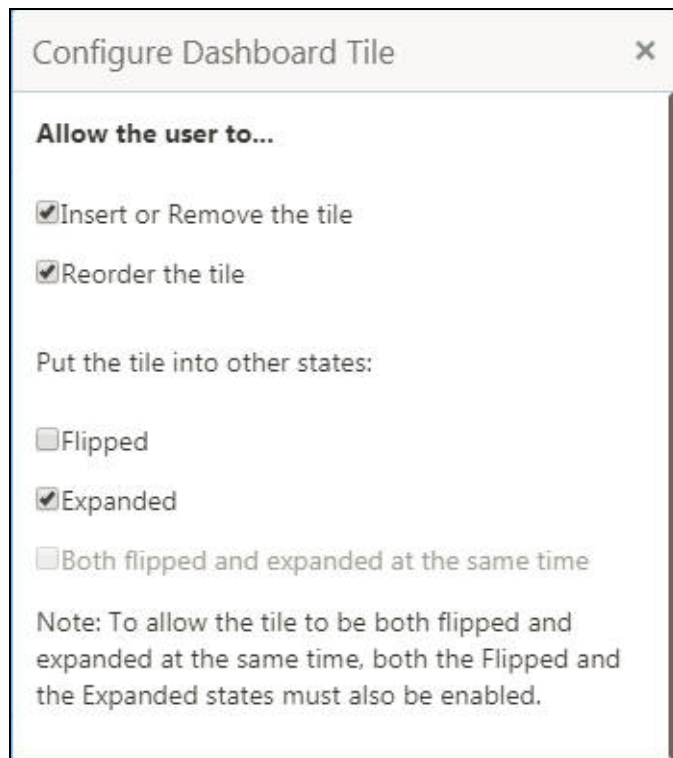 Configure Dashboard Tile
Allow the user to...
Insert or Remove the tile
Reorder the tile
Put the tile into other states:
Flipped
Expanded
Both flipped and expanded at the same time
Note: To allow the tile to be both flipped and
expanded at the same time, both the Flipped and
the Expanded states must also be enabled.